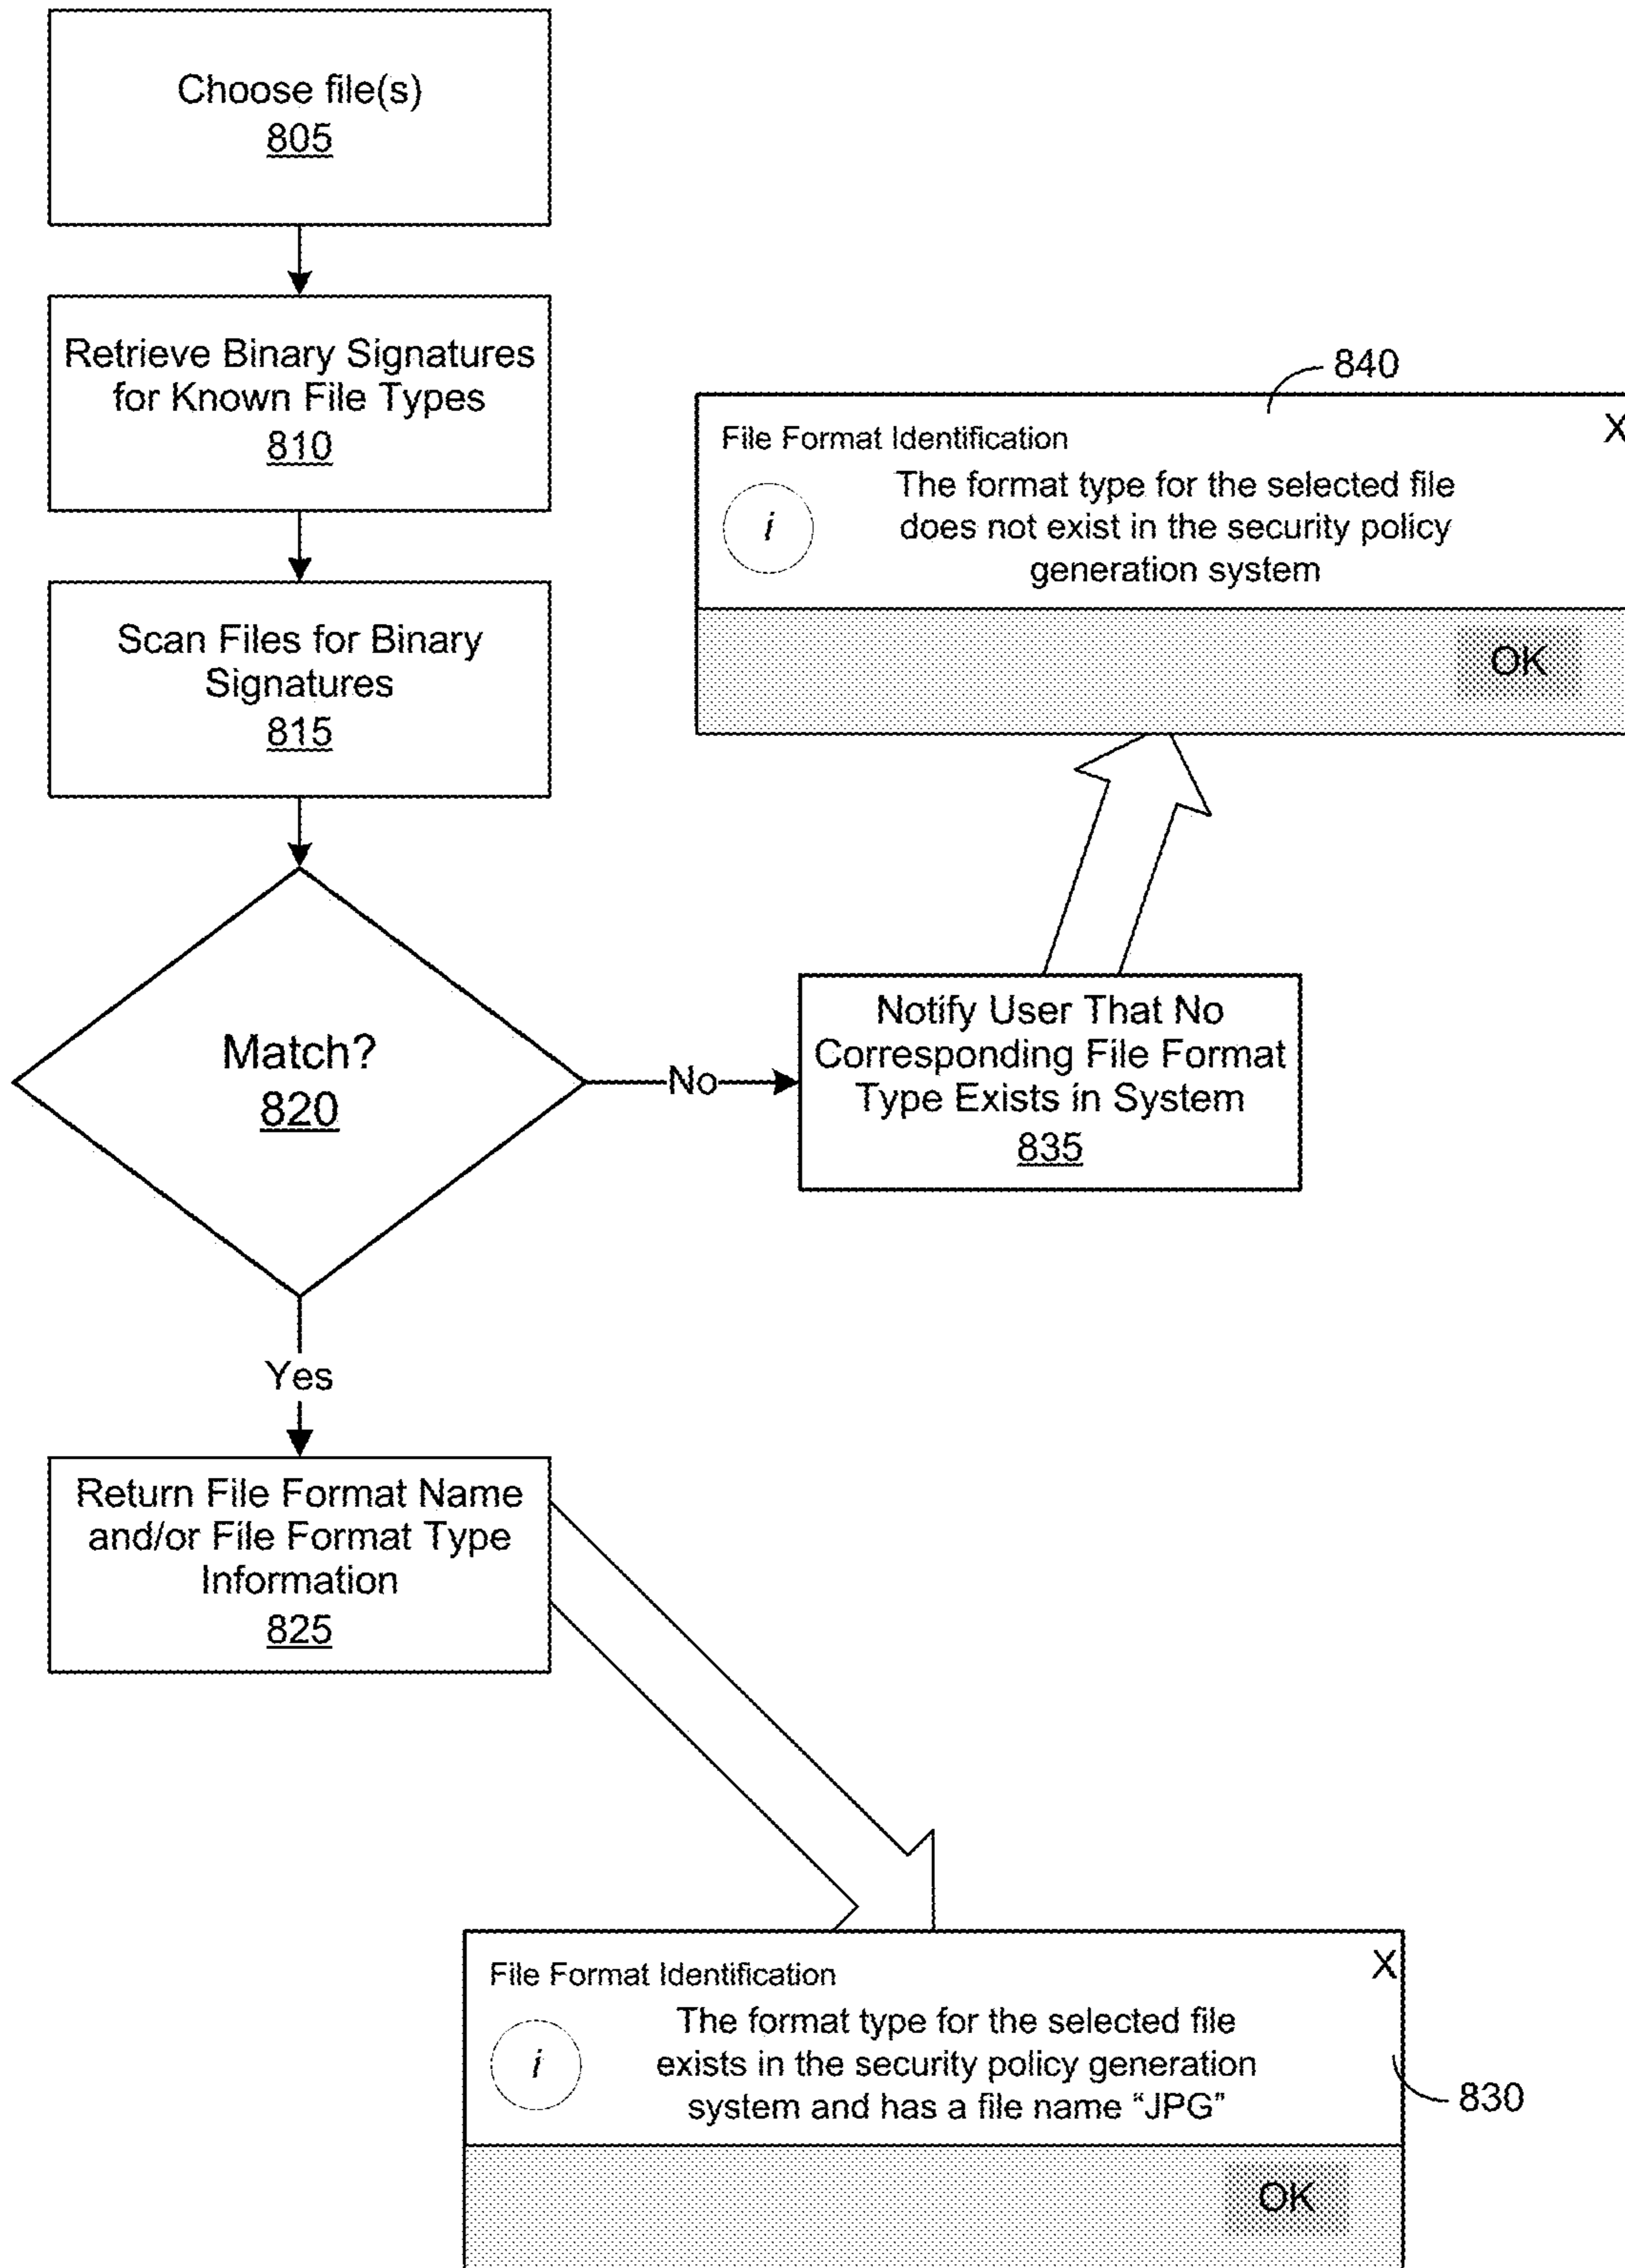 Choose file(s)
805
Retrieve Binary Signatures
for Known File Types
810
840
File Format Identification
X
i
The format type for the selected file
does not exist in the security policy
generation system
OK
Scan Files for Binary
Signatures
815
Match?
820
No
Notify User That No
Corresponding File Format
Type Exists in System
835
Yes
Return File Format Name
and/or File Format Type
Information
825
File Format Identification
X
i
The format type for the selected file
exists in the security policy generation
system and has a file name “JPG”
830
OK